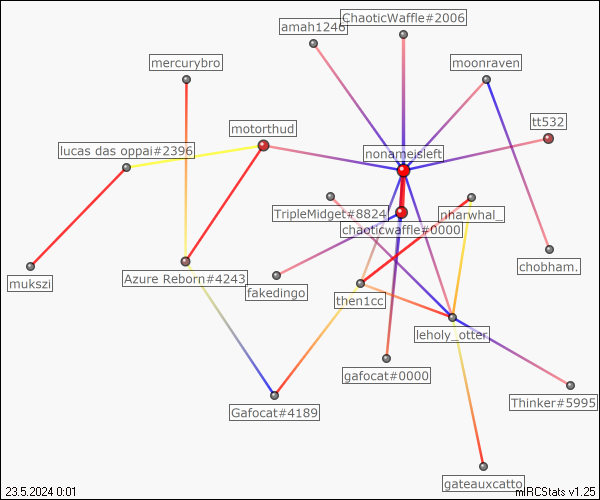 ChaoticWaffle#2006
amah1246
mercurybro
moonraven
motorthud
tt532
lucas das oppai#2396
nonameisleft
TripleMidget#8824
nharwhal_
chaoticwaffle#0000
mukszi
Azure Reborn#4243
fakedingo
then1cc
chobham.
leholy_otter
gafocat#0000
Gafocat#4189
Thinker#5995
gateauxcatto
23.5.2024 0:01
mIRCStats v1.25